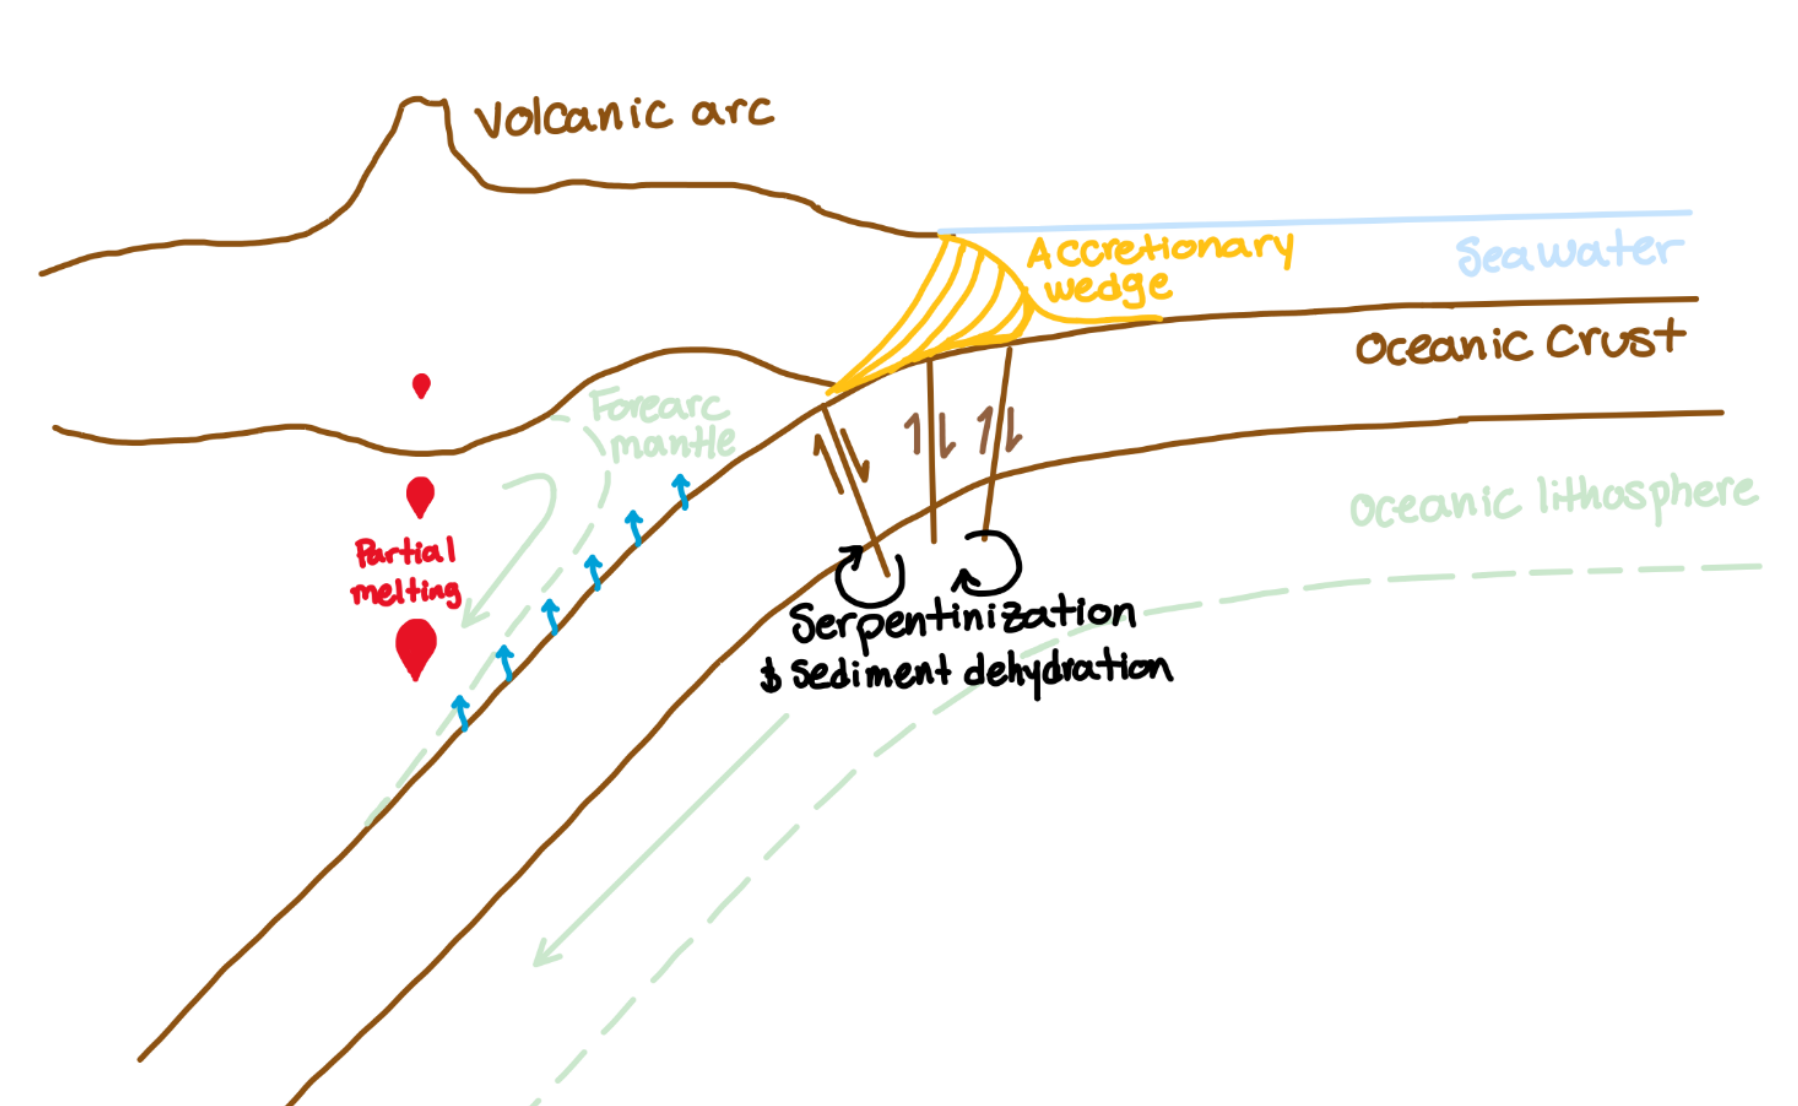 Volcanic arc
Accretionary
wedge
Seawater
Oceanic Crust
Forearc
mantle
Oceanic lithosphere
Partial
melting
Serpentinization
& Sediment dehydration